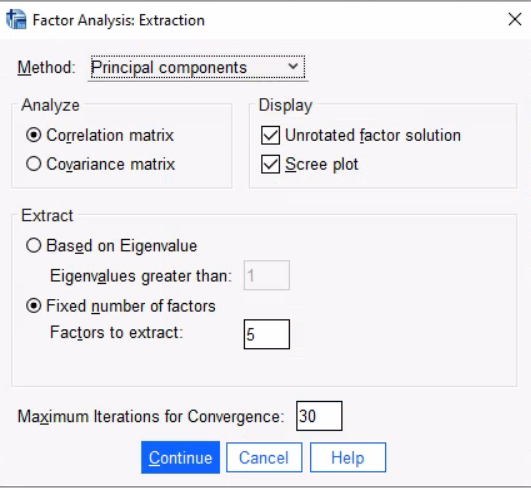 Factor Analysis: Extraction
Method: Principal components
Analyze
Correlation matrix
Covariance matrix
Display
Unrotated factor solution
Scree plot
Extract
Based on Eigenvalue
Eigenvalues greater than: 1
Fixed number of factors
Factors to extract: 5
Maximum Iterations for Convergence: 30
Continue Cancel Help